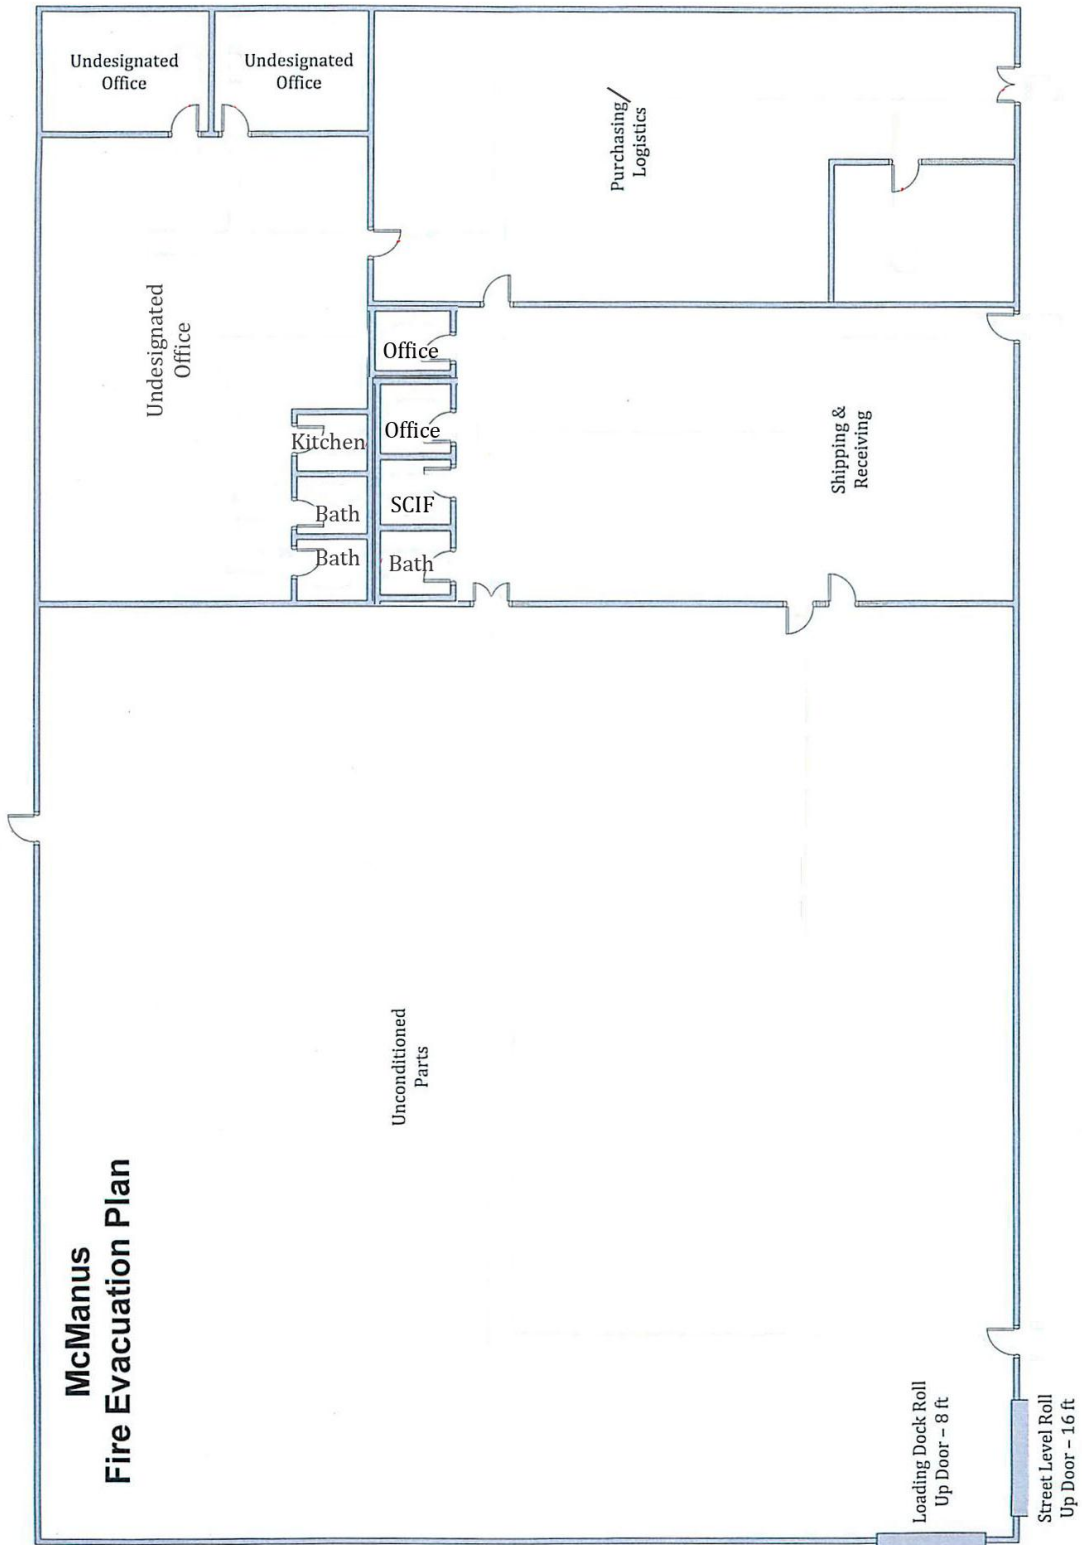 Undesignated
Office
Undesignated
Office
Purchasing/
Logistics
Undesignated
Office
Office
Office
Kitchen
SCIF
Bath
Bath
Bath
Shipping &
Receiving
Unconditioned
Parts
McManus
Fire Evacuation Plan
Loading Dock Roll
Up Door – 8 ft
Street Level Roll
Up Door – 16 ft